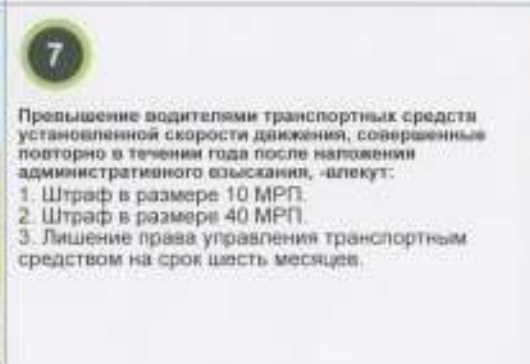 7
Превышение водителями транспортных средств
установленной скорости движения, совершенные
повторно в течении года после наложения
административного взыскания, -влекут:
1. Штраф в размере 10 МРП.
2. Штраф в размере 40 МРП.
3. Лишение права управления транспортным
средством на срок шесть месяцев.